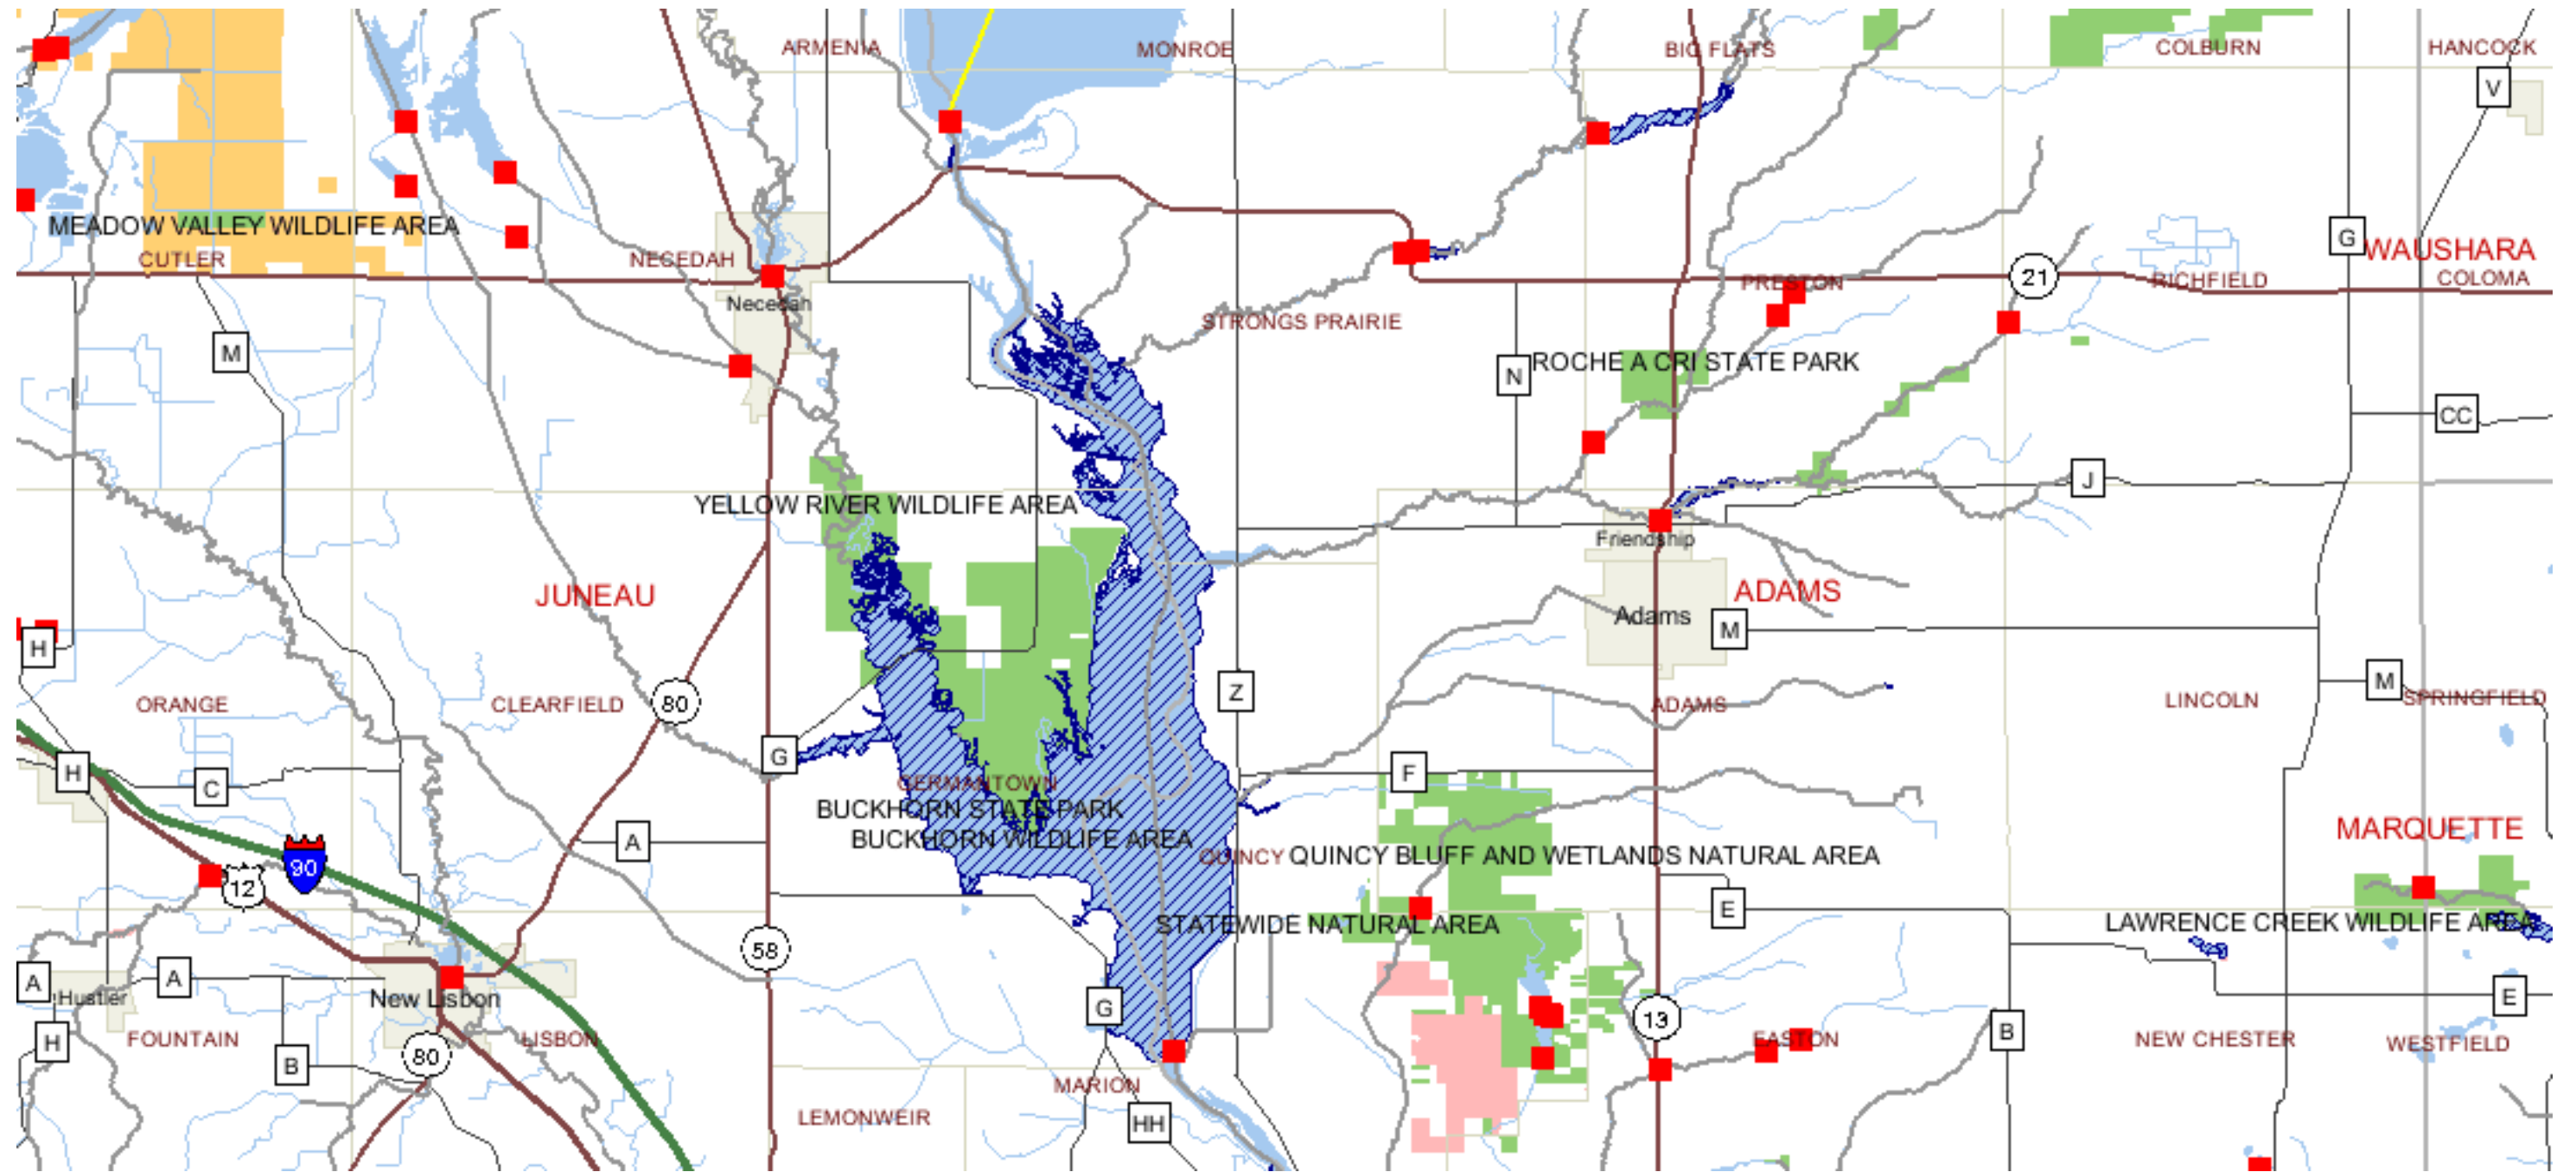 ARMENIA
MONROE
BIG FLATS
COLBURN
HANCOCK
V
MEADOW VALLEY WILDLIFE AREA
CUTLER
NECEDAH
G
WAUSHARA
21
PRESTON
RICHFIELD
COLOMA
Necedah
STRONGS PRAIRIE
M
N
ROCHE A CRI STATE PARK
CC
J
YELLOW RIVER WILDLIFE AREA
Friendship
JUNEAU
ADAMS
Adams
M
H
Z
M
ORANGE
CLEARFIELD
80
ADAMS
LINCOLN
SPRINGFIELD
G
H
C
F
GERMANTOWN
BUCKHORN STATE PARK
BUCKHORN WILDLIFE AREA
A
MARQUETTE
QUINCY
QUINCY BLUFF AND WETLANDS NATURAL AREA
90
12
E
STATEWIDE NATURAL AREA
LAWRENCE CREEK WILDLIFE AREA
58
A
A
Hustler
New Lisbon
G
E
13
B
FOUNTAIN
H
LISBON
EASTON
NEW CHESTER
WESTFIELD
80
B
MARION
LEMONWEIR
HH